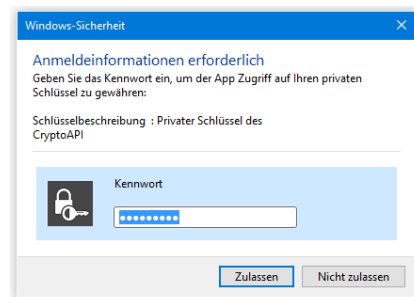 Windows-Sicherheit
Anmeldeinformationen erforderlich
Geben Sie das Kennwort ein, um der App Zugriff auf Ihren privaten
Schlüssel zu gewähren:
Schlüsselbeschreibung : Privater Schlüssel des
CryptoAPI
Kennwort
•••••••••
Zulassen
Nicht zulassen